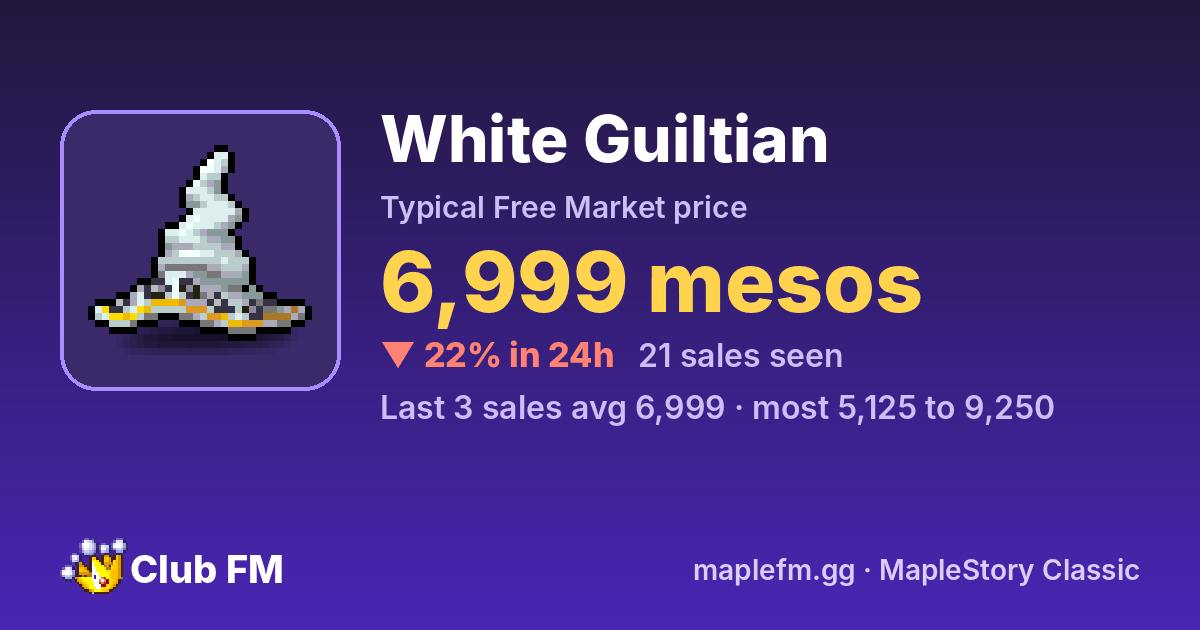 White Guiltian
Typical Free Market price
6,999 mesos
▼ 22% in 24h 21 sales seen
Last 3 sales avg 6,999 · most 5,125 to 9,250
Club FM
maplefm.gg · MapleStory Classic